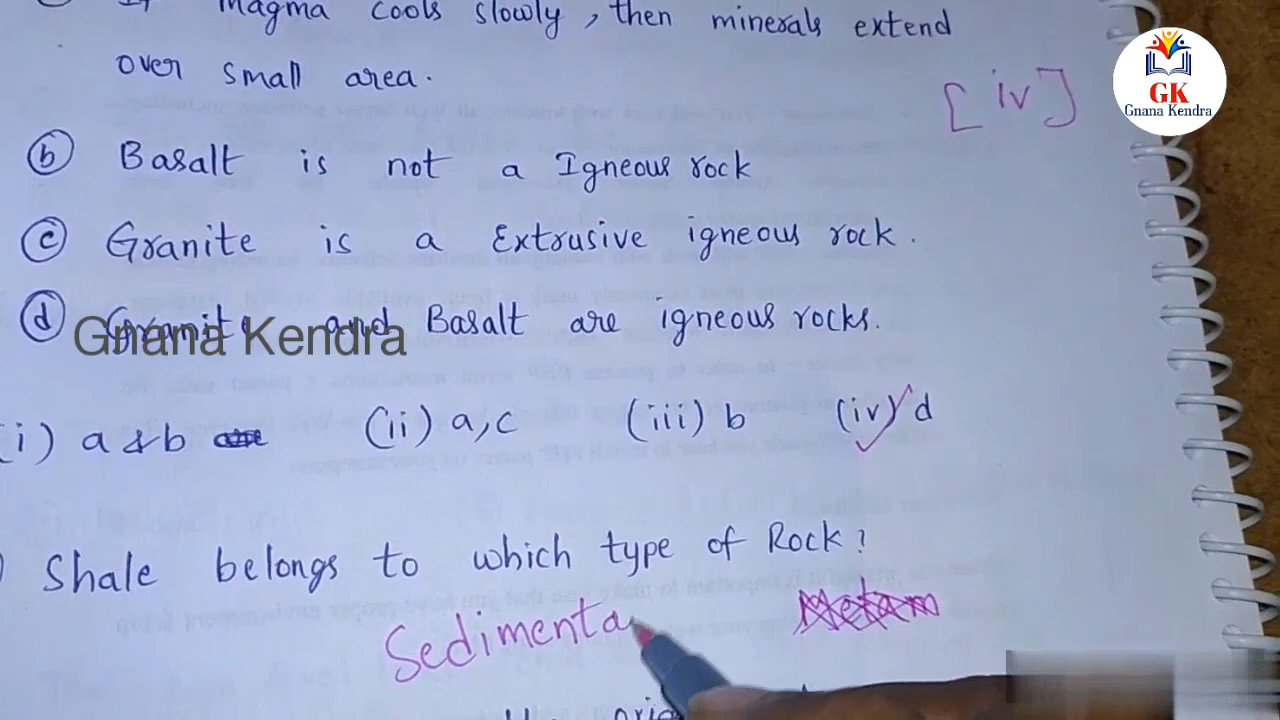 magma cools slowly, then minerals extend
over small area.
[iv]
GK
Gnana Kendra
(b) Basalt is not a Igneous rock
(c) Granite is a Extrusive igneous rock.
(d) Granite and Basalt are igneous rocks.
Gnana Kendra
(i) a & b (ii) a,c (iii) b (iv) d
Shale belongs to which type of Rock?
Sedimenta